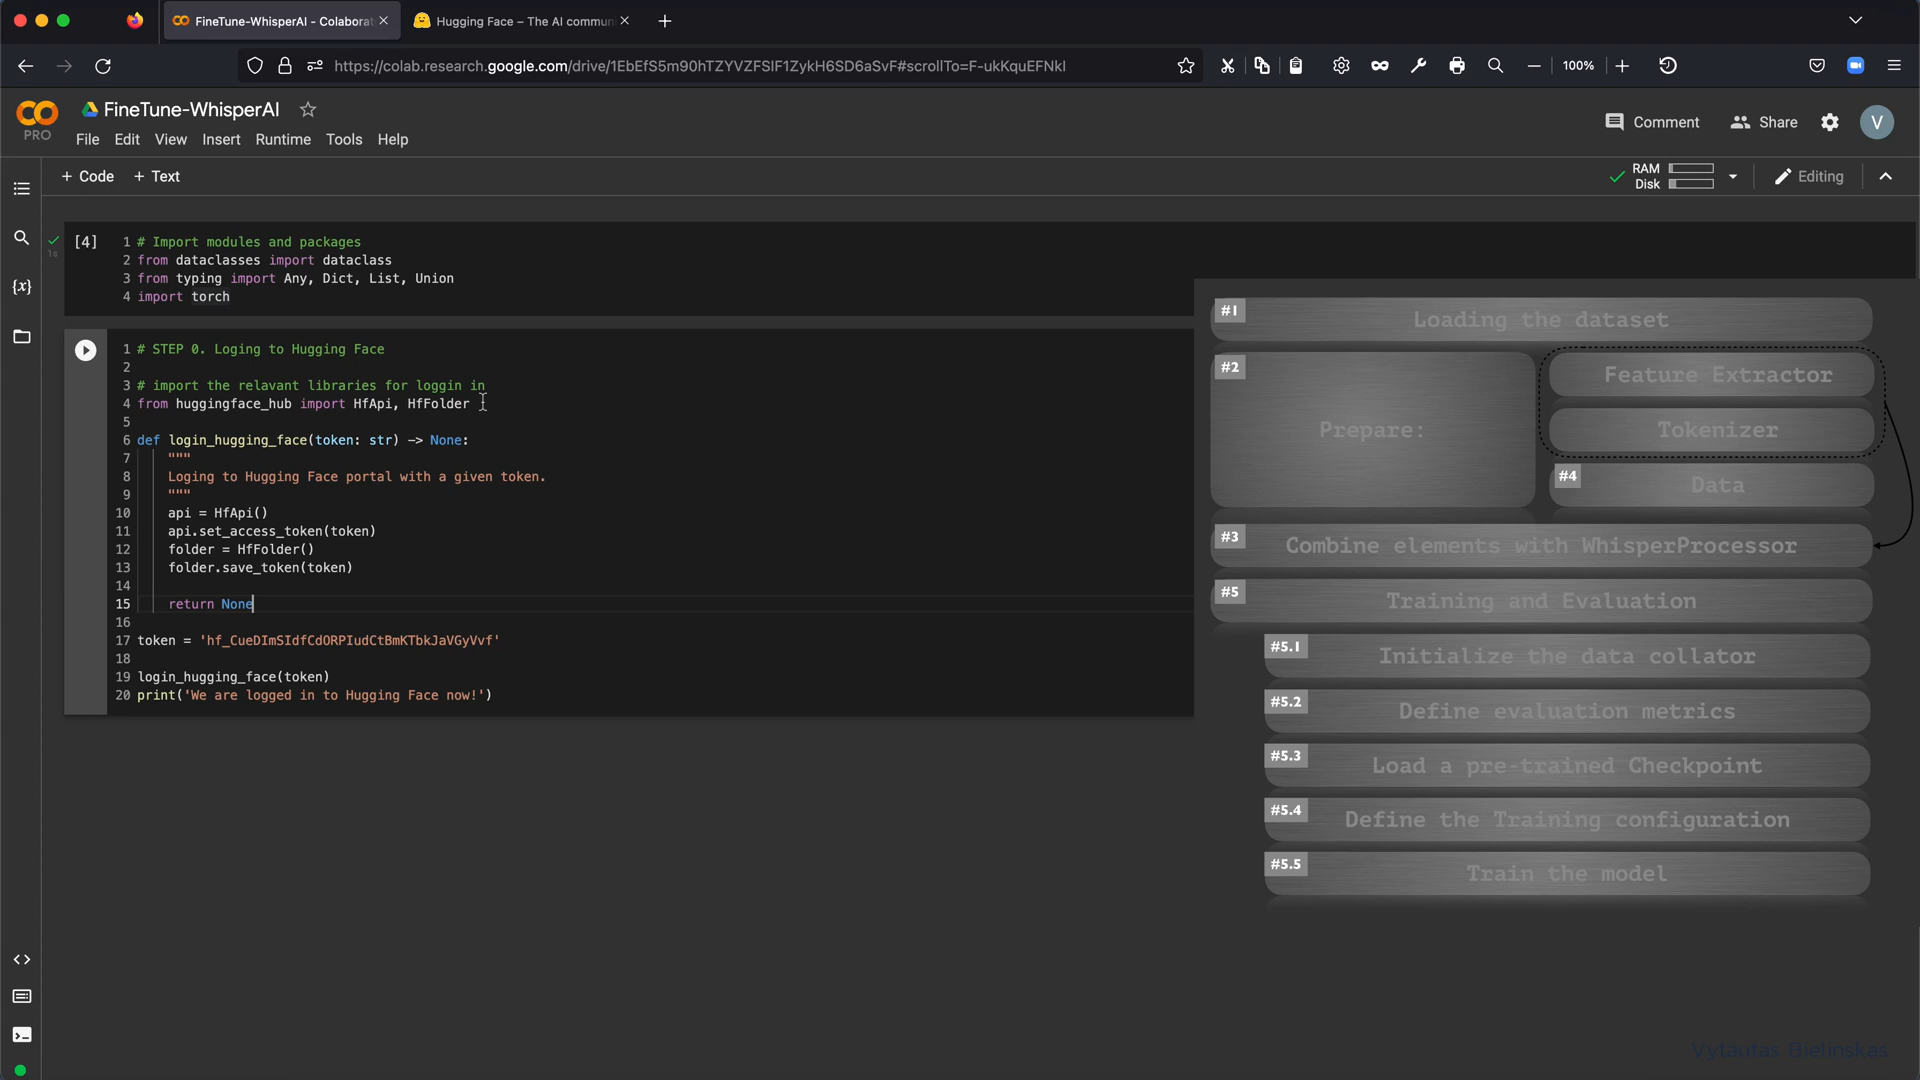 FineTune-WhisperAI - Colaborat
Hugging Face – The AI commun
https://colab.research.google.com/drive/1EbEfS5m90hTZYVZFSIF1ZykH6SD6aSvF#scrollTo=F-ukKquEFNkI
100%
PRO
FineTune-WhisperAI
File Edit View Insert Runtime Tools Help
Comment
Share
V
+ Code + Text
RAM
Disk
Editing
[4]
1s
1 # Import modules and packages
2 from dataclasses import dataclass
3 from typing import Any, Dict, List, Union
4 import torch
1 # STEP 0. Loging to Hugging Face
2
3 # import the relavant libraries for loggin in
4 from huggingface_hub import HfApi, HfFolder
5
6 def login_hugging_face(token: str) -> None:
7 """
8 Loging to Hugging Face portal with a given token.
9 """
10 api = HfApi()
11 api.set_access_token(token)
12 folder = HfFolder()
13 folder.save_token(token)
14
15 return None
16
17 token = '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'
18
19 login_hugging_face(token)
20 print('We are logged in to Hugging Face now!')
#1 Loading the dataset
#2 Prepare:
Feature Extractor
Tokenizer
#4 Data
#3 Combine elements with WhisperProcessor
#5 Training and Evaluation
#5.1 Initialize the data collator
#5.2 Define evaluation metrics
#5.3 Load a pre-trained Checkpoint
#5.4 Define the Training configuration
#5.5 Train the model
{x}
Vytautas Bielinskas